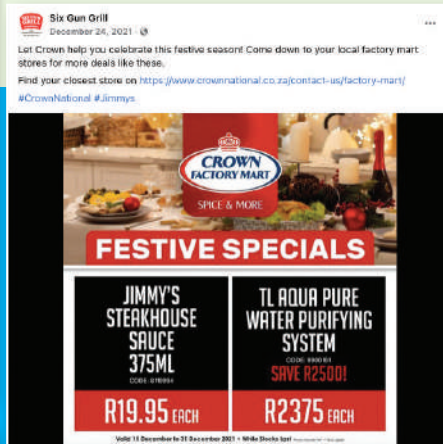 Six Gun Grill
December 24, 2021 ·
Let Crown help you celebrate this festive season! Come down to your local factory mart
stores for more deals like these.
Find your closest store on https://www.crownnational.co.za/contact-us/factory-mart/
#CrownNational #Jimmys
CROWN
FACTORY MART
SPICE & MORE
FESTIVE SPECIALS
JIMMY'S
STEAKHOUSE
SAUCE
375ML
CODE:
R19.95 EACH
TL AQUA PURE
WATER PURIFYING
SYSTEM
CODE:
SAVE R2500!
R2375 EACH
Valid 15 December to 31 December 2021 • While Stocks Last